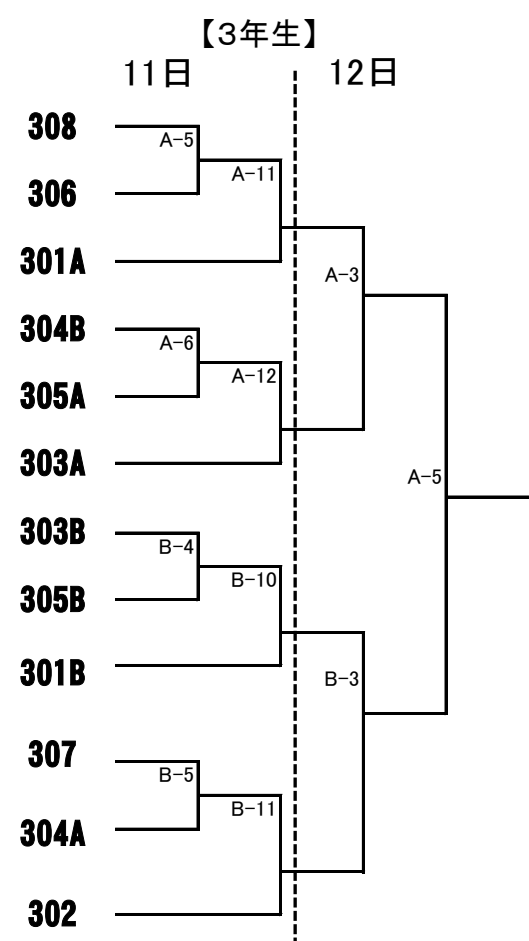 【３年生】
11日
12日
308
A-5
306
A-11
301A
A-3
304B
A-6
305A
A-12
303A
A-5
303B
B-4
305B
B-10
301B
B-3
307
B-5
304A
B-11
302